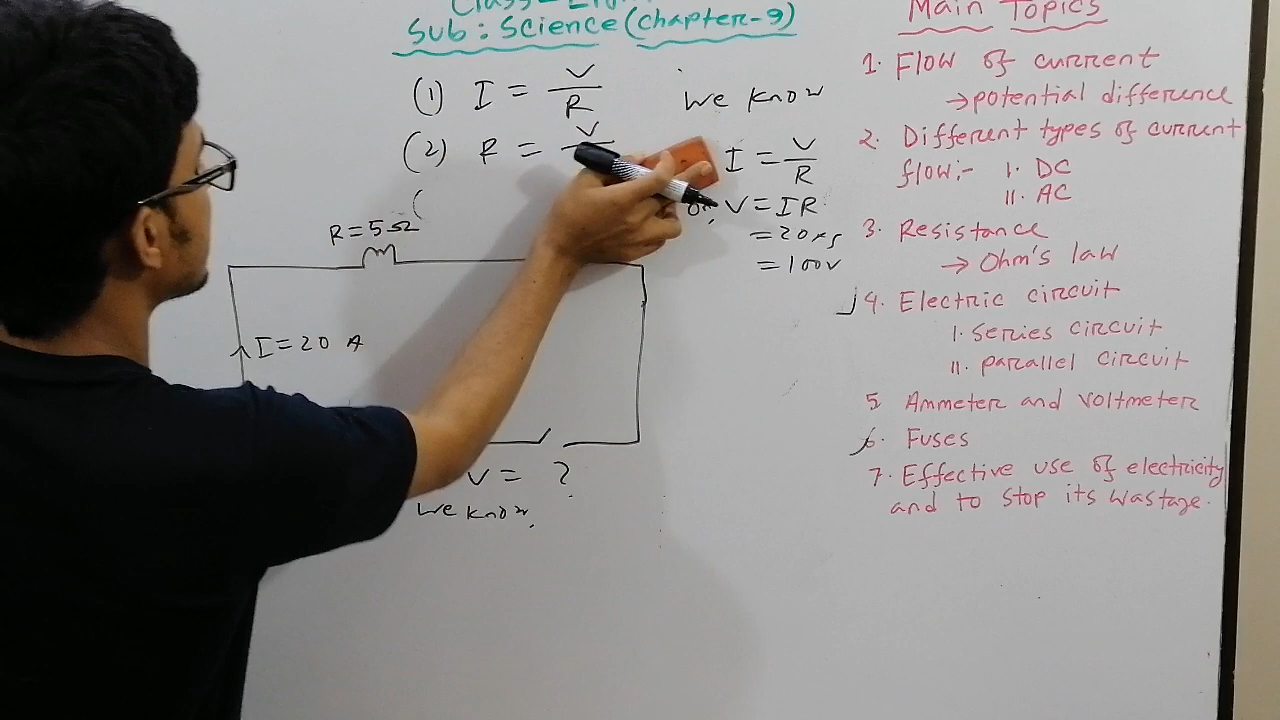 Sub : Science (chapter-9)
(1) I = V/R
(2) R = V
R = 5Ω
I = 20 A
V = ?
we know,
we know
I = V/R
or, V = IR
= 20×5
= 100V
Main Topics
1. Flow of current
→ potential difference
2. Different types of current
flow:- I. DC
II. AC
3. Resistance
→ Ohm's law
4. Electric circuit
I. series circuit
II. parallel circuit
5. Ammeter and voltmeter
6. Fuses
7. Effective use of electricity
and to stop its wastage.